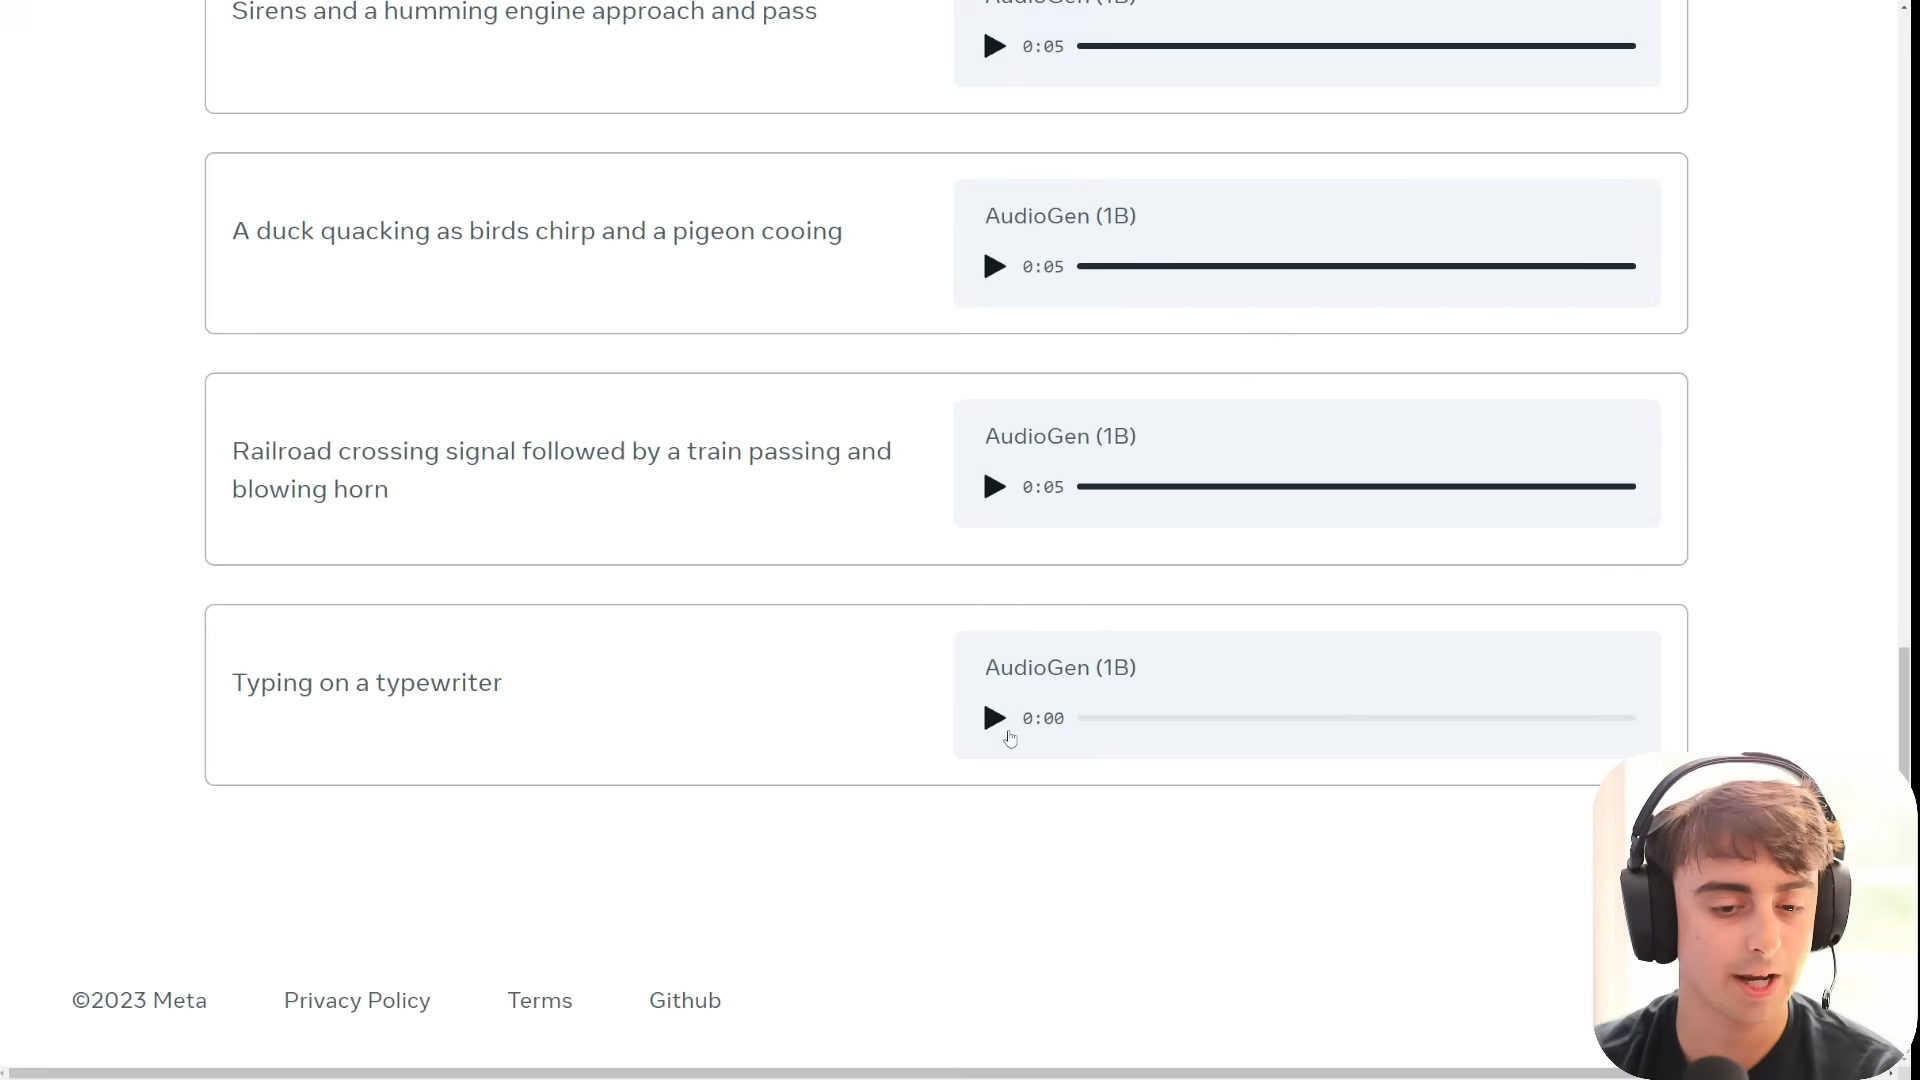 Sirens and a humming engine approach and pass
AudioGen (1B)
0:05
A duck quacking as birds chirp and a pigeon cooing
AudioGen (1B)
0:05
Railroad crossing signal followed by a train passing and
blowing horn
AudioGen (1B)
0:05
Typing on a typewriter
AudioGen (1B)
0:00
©2023 Meta
Privacy Policy
Terms
Github